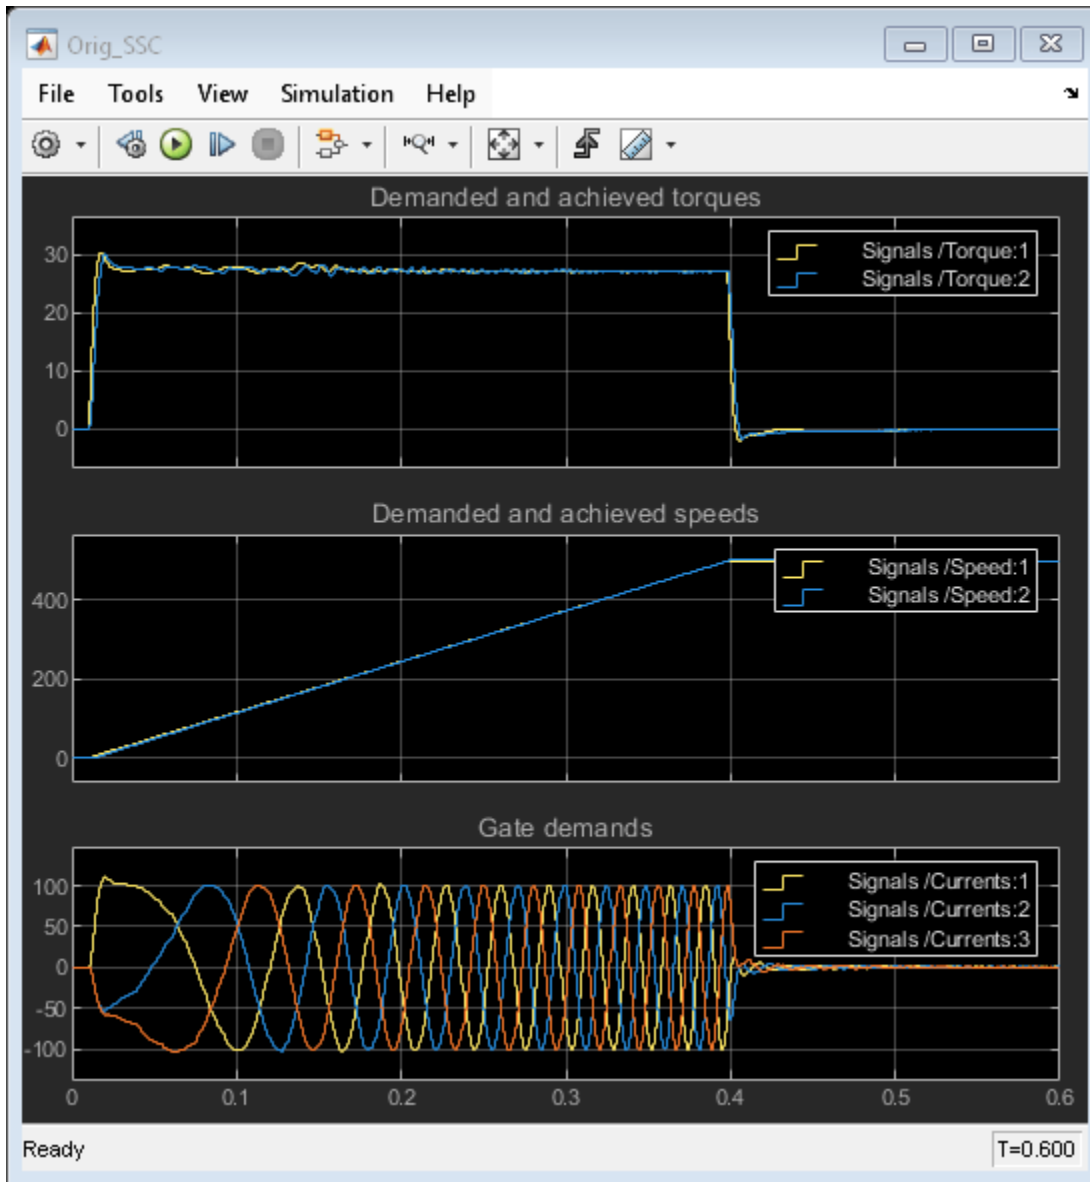 Orig_SSC
File Tools View Simulation Help
Demanded and achieved torques
30
20
10
0
Signals /Torque:1
Signals /Torque:2
Demanded and achieved speeds
400
200
0
Signals /Speed:1
Signals /Speed:2
Gate demands
100
50
0
-50
-100
Signals /Currents:1
Signals /Currents:2
Signals /Currents:3
0 0.1 0.2 0.3 0.4 0.5 0.6
Ready T=0.600